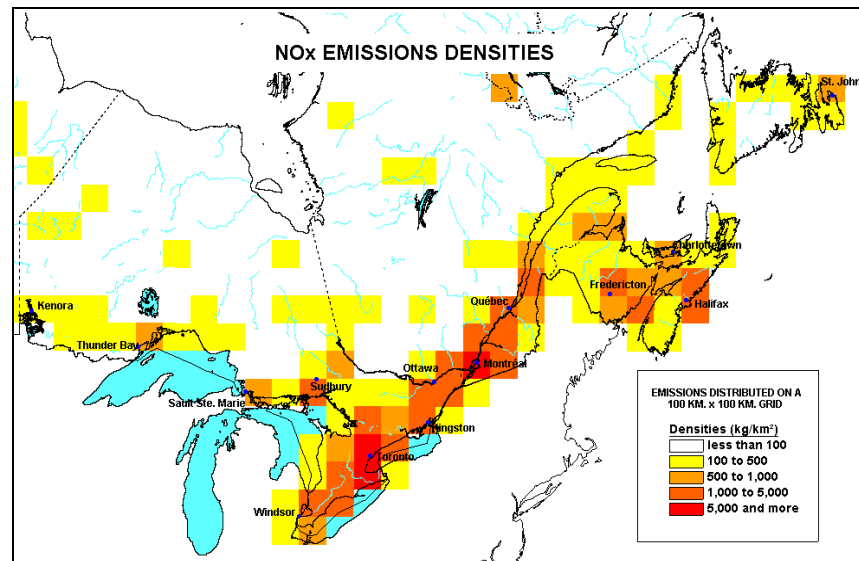 NOx EMISSIONS DENSITIES
St. John
Charlottetown
Fredericton
Halifax
Québec
Kenora
Thunder Bay
Montréal
Ottawa
Sudbury
Sault Ste. Marie
Kingston
Toronto
Windsor
EMISSIONS DISTRIBUTED ON A
100 KM. x 100 KM. GRID
Densities (kg/km²)
less than 100
100 to 500
500 to 1,000
1,000 to 5,000
5,000 and more